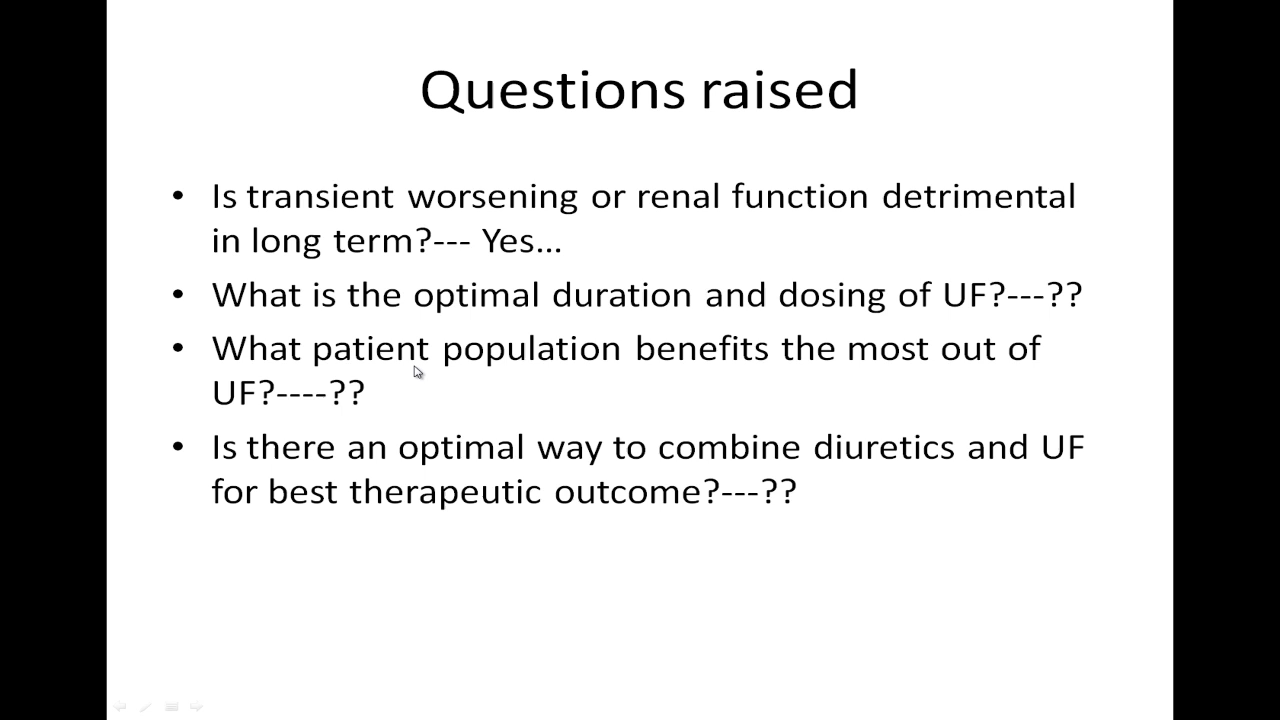 Questions raised
• Is transient worsening or renal function detrimental
in long term?--- Yes…
• What is the optimal duration and dosing of UF?---??
• What patient population benefits the most out of
UF?----??
• Is there an optimal way to combine diuretics and UF
for best therapeutic outcome?---??